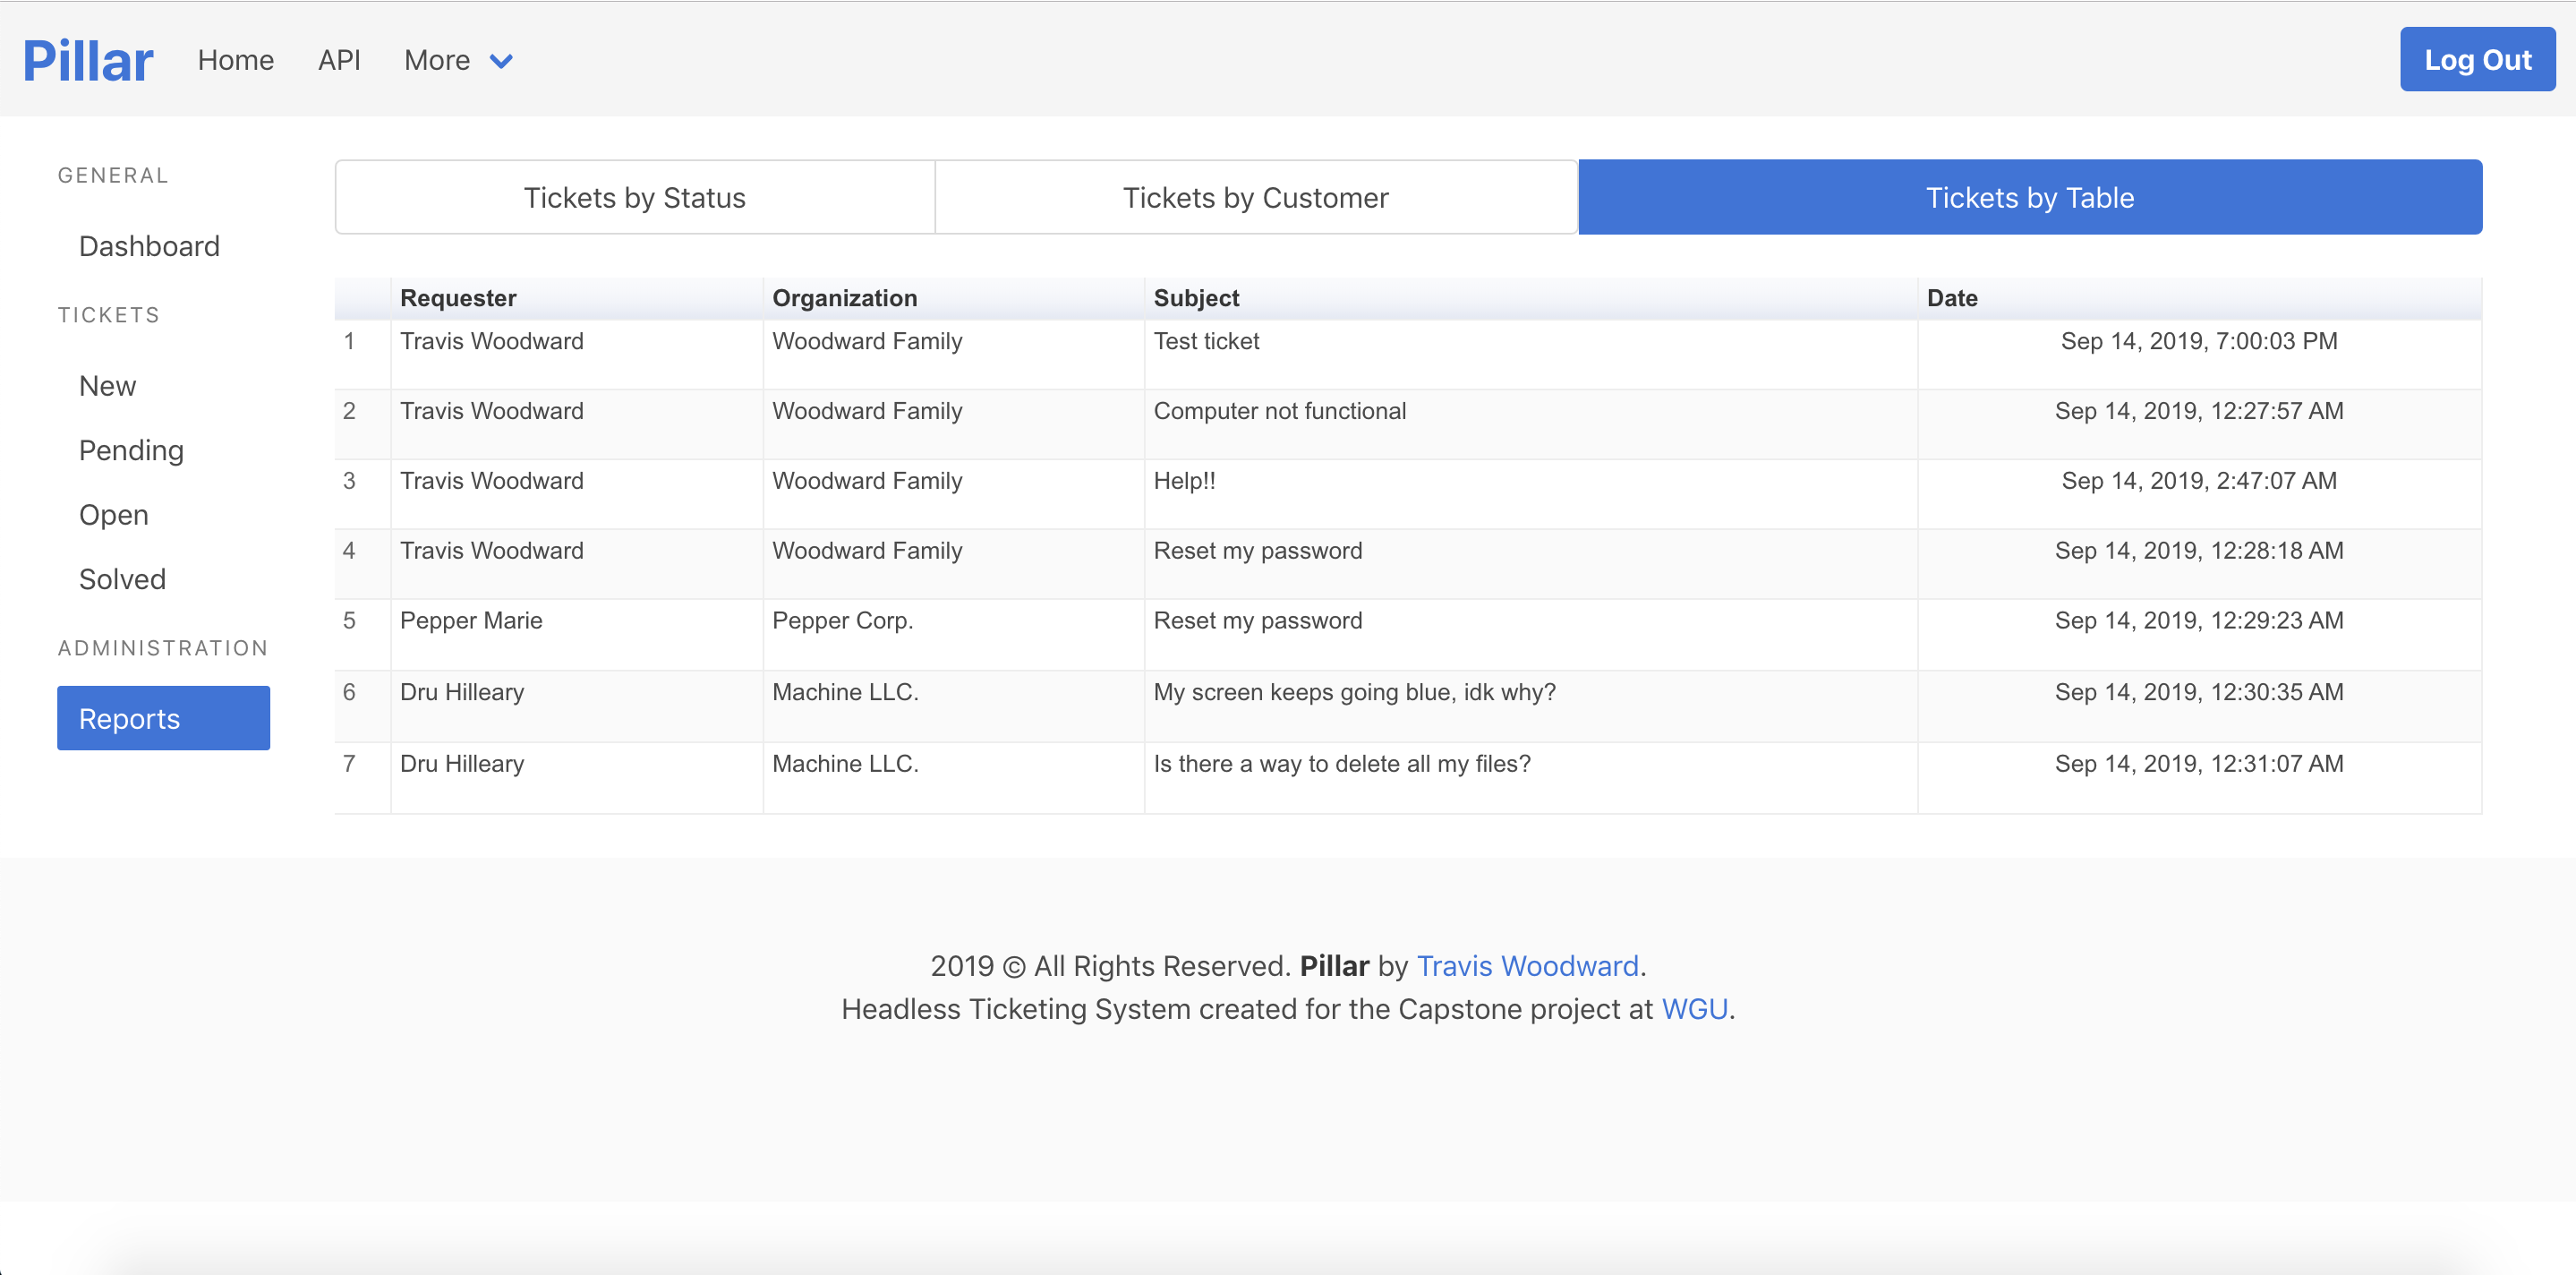 Pillar Home API More Log Out
GENERAL
Dashboard
TICKETS
New
Pending
Open
Solved
ADMINISTRATION
Reports
Tickets by Status Tickets by Customer Tickets by Table
Requester Organization Subject Date
1 Travis Woodward Woodward Family Test ticket Sep 14, 2019, 7:00:03 PM
2 Travis Woodward Woodward Family Computer not functional Sep 14, 2019, 12:27:57 AM
3 Travis Woodward Woodward Family Help!! Sep 14, 2019, 2:47:07 AM
4 Travis Woodward Woodward Family Reset my password Sep 14, 2019, 12:28:18 AM
5 Pepper Marie Pepper Corp. Reset my password Sep 14, 2019, 12:29:23 AM
6 Dru Hilleary Machine LLC. My screen keeps going blue, idk why? Sep 14, 2019, 12:30:35 AM
7 Dru Hilleary Machine LLC. Is there a way to delete all my files? Sep 14, 2019, 12:31:07 AM
2019 © All Rights Reserved. Pillar by Travis Woodward.
Headless Ticketing System created for the Capstone project at WGU.